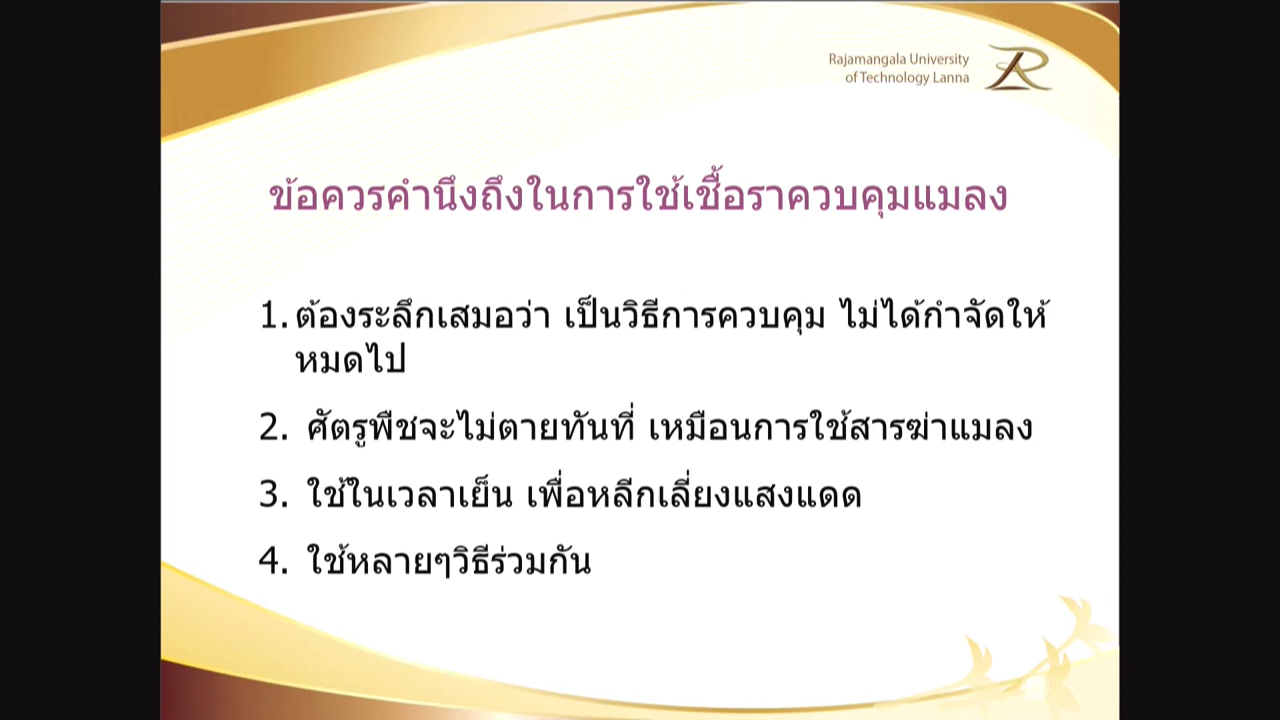 Rajamangala University
of Technology Lanna
ข้อควรคำนึงถึงในการใช้เชื้อราควบคุมแมลง
1. ต้องระลึกเสมอว่า เป็นวิธีการควบคุม ไม่ได้กำจัดให้
หมดไป
2. ศัตรูพืชจะไม่ตายทันที่ เหมือนการใช้สารฆ่าแมลง
3. ใช้ในเวลาเย็น เพื่อหลีกเลี่ยงแสงแดด
4. ใช้หลายๆวิธีร่วมกัน